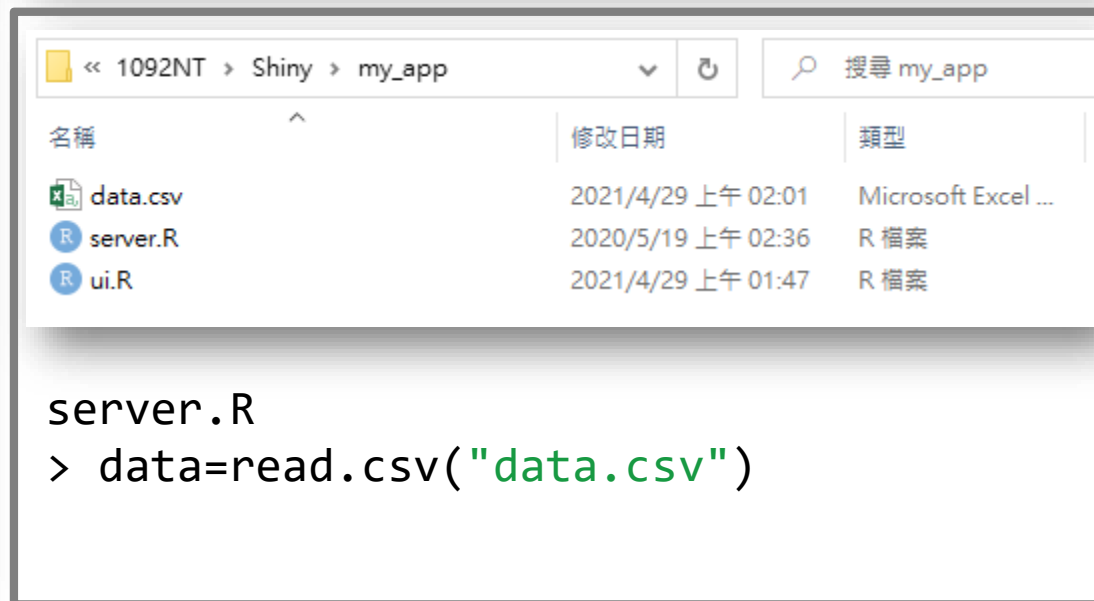 « 1092NT › Shiny › my_app 搜尋 my_app
名稱 修改日期 類型
data.csv 2021/4/29 上午 02:01 Microsoft Excel ...
server.R 2020/5/19 上午 02:36 R 檔案
ui.R 2021/4/29 上午 01:47 R 檔案
server.R
> data=read.csv("data.csv")